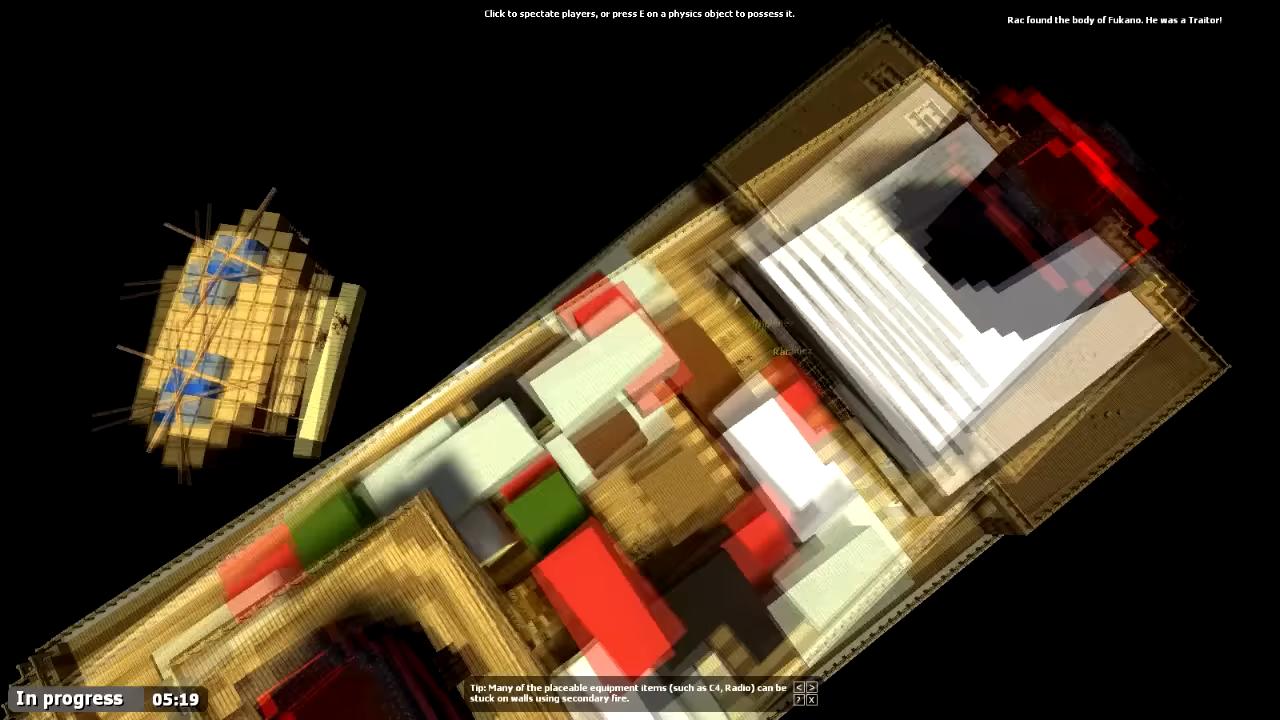 Click to spectate players, or press E on a physics object to possess it.
Rac found the body of Fukano. He was a Traitor!
In progress
05:19
Tip: Many of the placeable equipment items (such as C4, Radio) can be
stuck on walls using secondary fire.
< >
? X